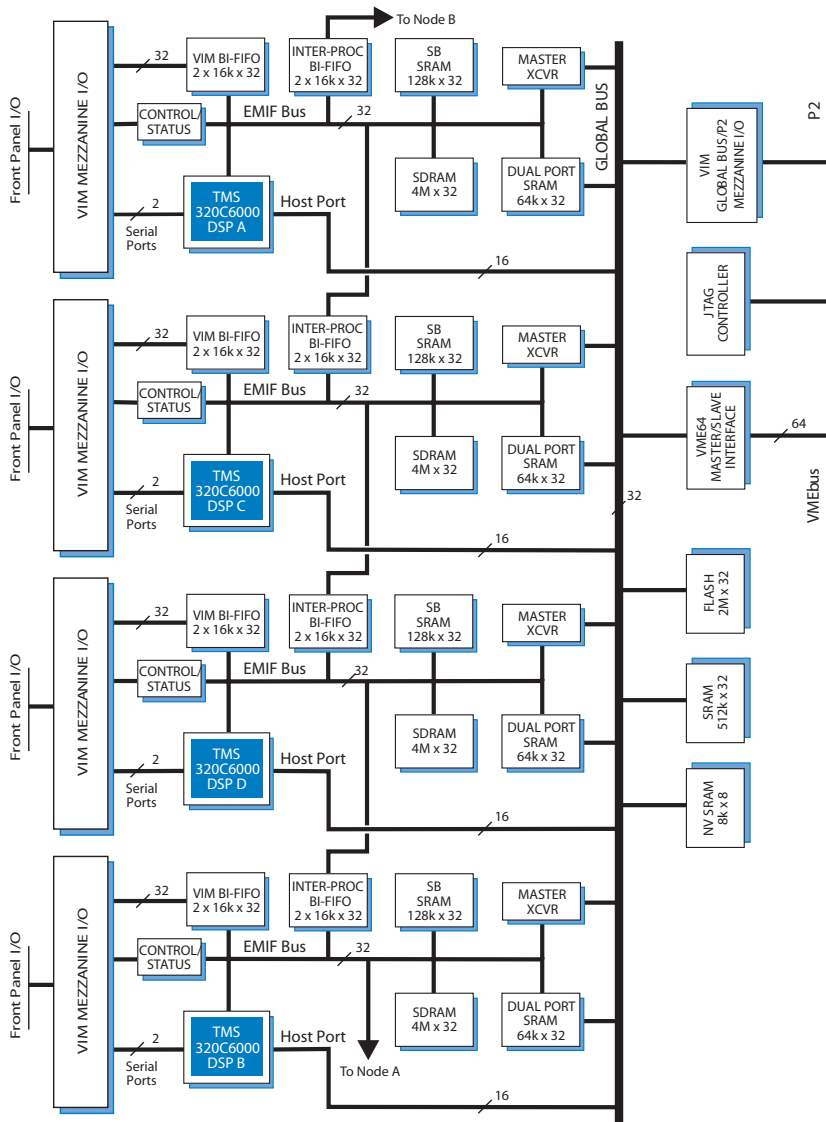 To Node B
Front Panel I/O
VIM MEZZANINE I/O
32
VIM BI-FIFO
2 x 16k x 32
INTER-PROC
BI-FIFO
2 x 16k x 32
SB
SRAM
128k x 32
MASTER
XCVR
CONTROL/
STATUS
EMIF Bus
32
2
Serial
Ports
TMS
320C6000
DSP A
Host Port
SDRAM
4M x 32
DUAL PORT
SRAM
64k x 32
16
Front Panel I/O
VIM MEZZANINE I/O
32
VIM BI-FIFO
2 x 16k x 32
INTER-PROC
BI-FIFO
2 x 16k x 32
SB
SRAM
128k x 32
MASTER
XCVR
CONTROL/
STATUS
EMIF Bus
32
2
Serial
Ports
TMS
320C6000
DSP C
Host Port
SDRAM
4M x 32
DUAL PORT
SRAM
64k x 32
16
Front Panel I/O
VIM MEZZANINE I/O
32
VIM BI-FIFO
2 x 16k x 32
INTER-PROC
BI-FIFO
2 x 16k x 32
SB
SRAM
128k x 32
MASTER
XCVR
CONTROL/
STATUS
EMIF Bus
32
2
Serial
Ports
TMS
320C6000
DSP D
Host Port
SDRAM
4M x 32
DUAL PORT
SRAM
64k x 32
16
Front Panel I/O
VIM MEZZANINE I/O
32
VIM BI-FIFO
2 x 16k x 32
INTER-PROC
BI-FIFO
2 x 16k x 32
SB
SRAM
128k x 32
MASTER
XCVR
CONTROL/
STATUS
EMIF Bus
32
2
Serial
Ports
TMS
320C6000
DSP B
Host Port
To Node A
SDRAM
4M x 32
DUAL PORT
SRAM
64k x 32
16
GLOBAL BUS
32
VIM
GLOBAL BUS/P2
MEZZANINE I/O
P2
JTAG
CONTROLLER
VME64
MASTER/SLAVE
INTERFACE
64
VMEbus
FLASH
2M x 32
SRAM
512k x 32
NV SRAM
8k x 8